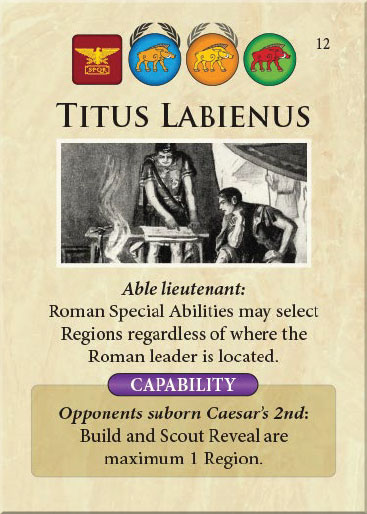 SPQR
12
TITUS LABIENUS
Able lieutenant:
Roman Special Abilities may select
Regions regardless of where the
Roman leader is located.
CAPABILITY
Opponents suborn Caesar's 2nd:
Build and Scout Reveal are
maximum 1 Region.